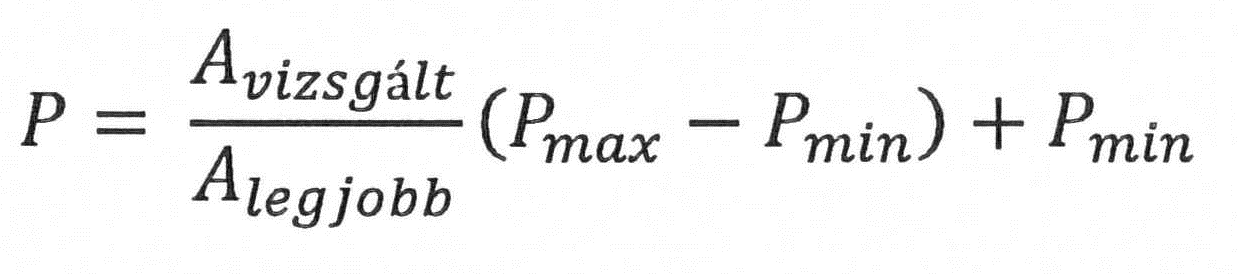 P = A_vizsgált / A_legjobb (P_max − P_min) + P_min